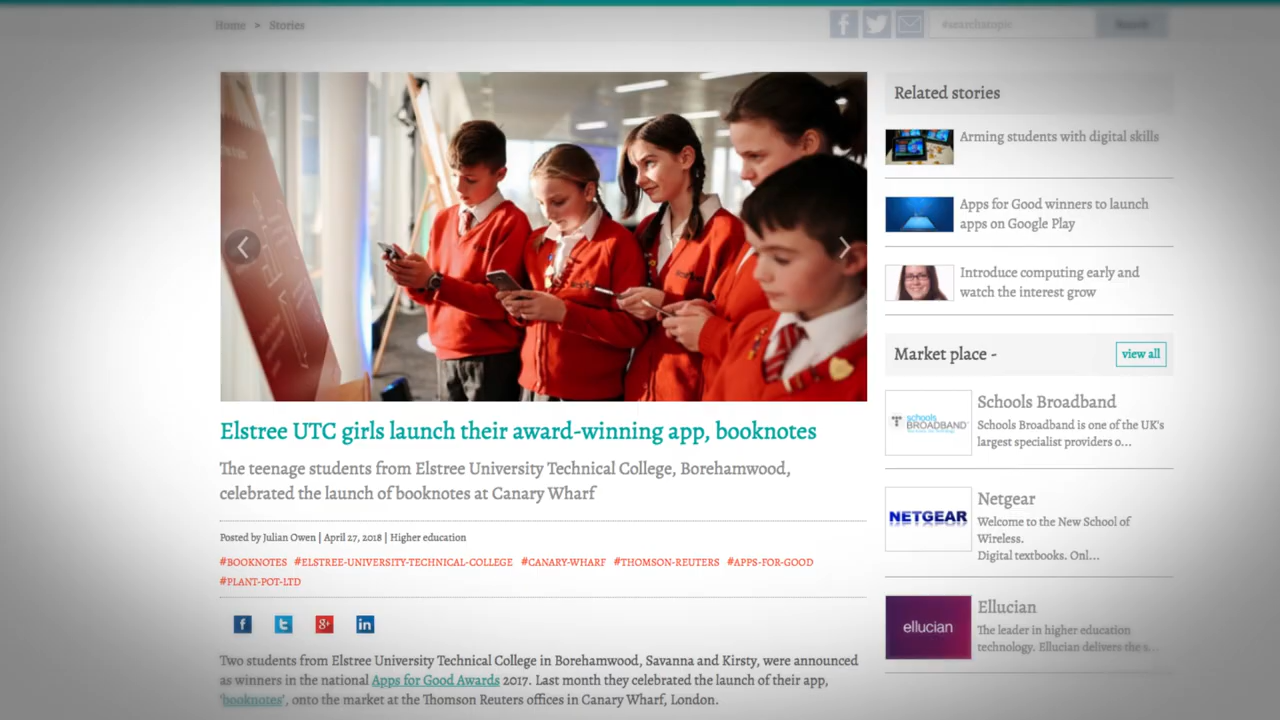 Home > Stories
#searchatopic
Search
Related stories
Arming students with digital skills
Apps for Good winners to launch
apps on Google Play
Introduce computing early and
watch the interest grow
Market place -
view all
schools
BROADBAND
Schools Broadband
Schools Broadband is one of the UK's
largest specialist providers o...
NETGEAR
Netgear
Welcome to the New School of
Wireless.
Digital textbooks. Onl...
ellucian
Ellucian
The leader in higher education
technology. Ellucian delivers the s...
Elstree UTC girls launch their award-winning app, booknotes
The teenage students from Elstree University Technical College, Borehamwood,
celebrated the launch of booknotes at Canary Wharf
Posted by Julian Owen | April 27, 2018 | Higher education
#BOOKNOTES #ELSTREE-UNIVERSITY-TECHNICAL-COLLEGE #CANARY-WHARF #THOMSON-REUTERS #APPS-FOR-GOOD
#PLANT-POT-LTD
Two students from Elstree University Technical College in Borehamwood, Savanna and Kirsty, were announced
as winners in the national Apps for Good Awards 2017. Last month they celebrated the launch of their app,
'booknotes', onto the market at the Thomson Reuters offices in Canary Wharf, London.